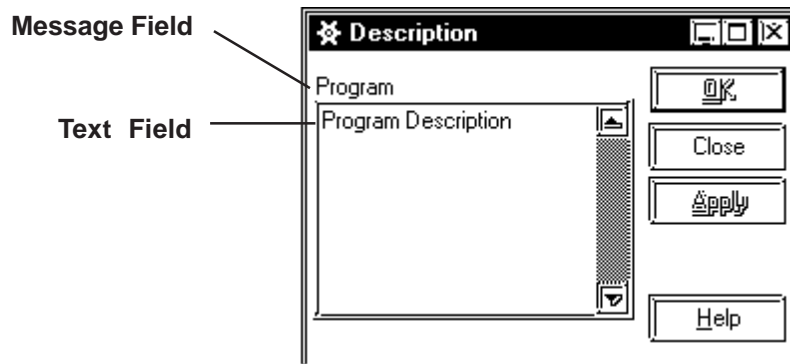 Message Field
Description
Program
OK
Text Field
Program Description
Close
Apply
Help